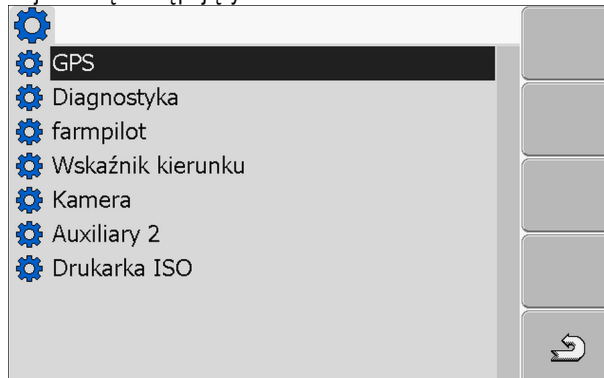 GPS
Diagnostyka
farmpilot
Wskaźnik kierunku
Kamera
Auxiliary 2
Drukarka ISO